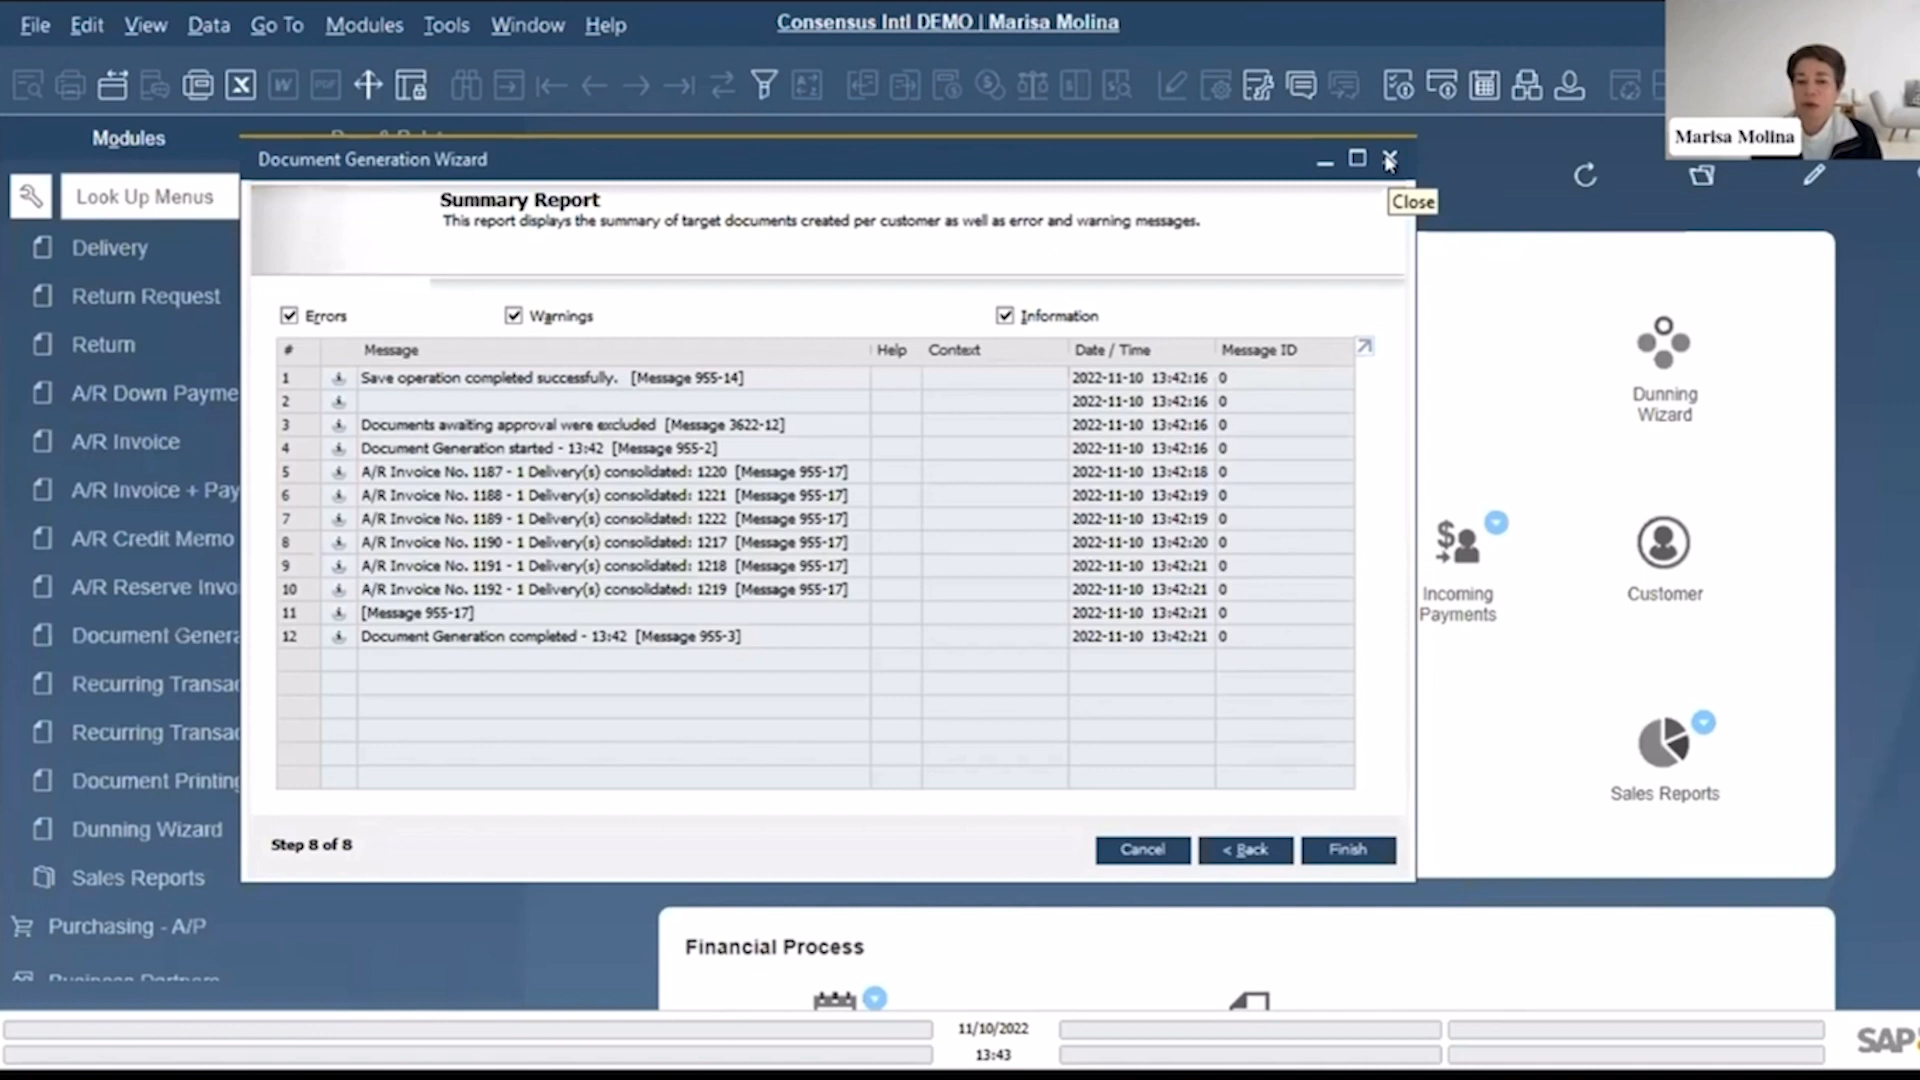 File Edit View Data Go To Modules Tools Window Help
Consensus Intl DEMO | Marisa Molina
Marisa Molina
Modules
Look Up Menus
Delivery
Return Request
Return
A/R Down Payme
A/R Invoice
A/R Invoice + Pay
A/R Credit Memo
A/R Reserve Invo
Document Genera
Recurring Transac
Recurring Transac
Document Printing
Dunning Wizard
Sales Reports
Purchasing - A/P
Business Partners
Document Generation Wizard
Close
Summary Report
This report displays the summary of target documents created per customer as well as error and warning messages.
Errors Warnings Information
# Message Help Context Date / Time Message ID
1 Save operation completed successfully. [Message 955-14] 2022-11-10 13:42:16 0
2 2022-11-10 13:42:16 0
3 Documents awaiting approval were excluded [Message 3622-12] 2022-11-10 13:42:16 0
4 Document Generation started - 13:42 [Message 955-2] 2022-11-10 13:42:16 0
5 A/R Invoice No. 1187 - 1 Delivery(s) consolidated: 1220 [Message 955-17] 2022-11-10 13:42:18 0
6 A/R Invoice No. 1188 - 1 Delivery(s) consolidated: 1221 [Message 955-17] 2022-11-10 13:42:19 0
7 A/R Invoice No. 1189 - 1 Delivery(s) consolidated: 1222 [Message 955-17] 2022-11-10 13:42:19 0
8 A/R Invoice No. 1190 - 1 Delivery(s) consolidated: 1217 [Message 955-17] 2022-11-10 13:42:20 0
9 A/R Invoice No. 1191 - 1 Delivery(s) consolidated: 1218 [Message 955-17] 2022-11-10 13:42:21 0
10 A/R Invoice No. 1192 - 1 Delivery(s) consolidated: 1219 [Message 955-17] 2022-11-10 13:42:21 0
11 [Message 955-17] 2022-11-10 13:42:21 0
12 Document Generation completed - 13:42 [Message 955-3] 2022-11-10 13:42:21 0
Step 8 of 8
Cancel < Back Finish
Dunning
Wizard
Incoming
Payments
Customer
Sales Reports
Financial Process
11/10/2022
13:43
SAP